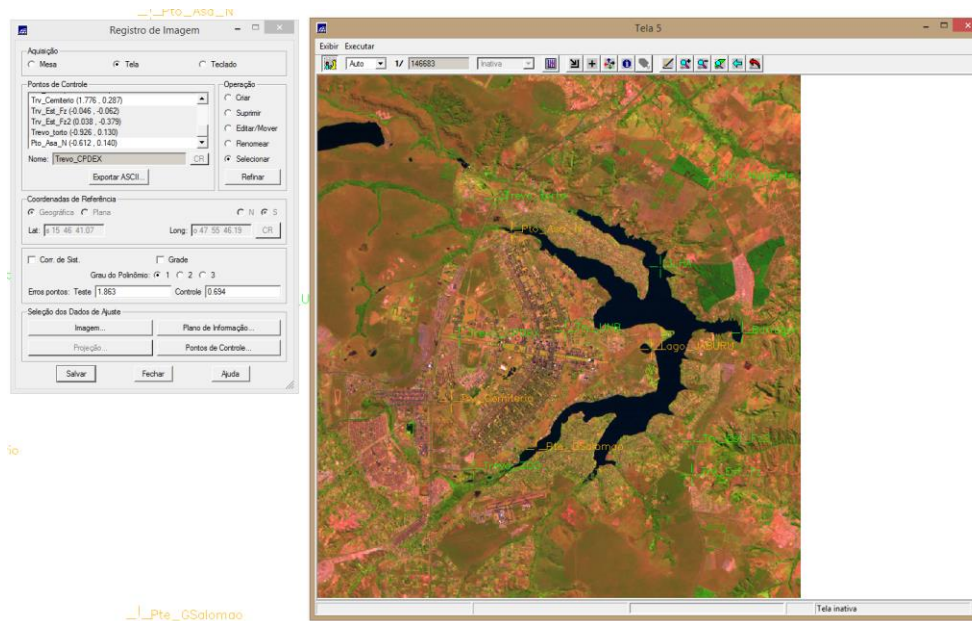 Pto_Asa_N
Registro de Imagem
Aquisição
Mesa
Tela
Teclado
Pontos de Controle
Trv_Cemiterio (1.776 , 0.287)
Trv_Est_Fz (-0.046 , -0.062)
Trv_Est_Fz2 (0.038 , -0.379)
Trevo_torto (-0.926 , 0.130)
Pto_Asa_N (-0.612 , 0.140)
Nome: Trevo_CPDEX CR
Exportar ASCII...
Operação
Criar
Suprimir
Editar/Mover
Renomear
Selecionar
Refinar
Coordenadas de Referência
Geográfica Plana N S
Lat: o 15 46 41.07 Long: o 47 55 46.19 CR
Corr. de Sist. Grade
Grau do Polinômio: 1 2 3
Erros pontos: Teste 1.863 Controle 0.694
Seleção dos Dados de Ajuste
Imagem... Plano de Informação...
Projeção... Pontos de Controle...
Salvar Fechar Ajuda
Pte_GSalomao
Tela 5
Exibir Executar
Auto 1/ 146683 Inativa
Pto_Asa_N
Lago_JABURU
Trv_Cemiterio
Pte_GSalomao
Tela inativa